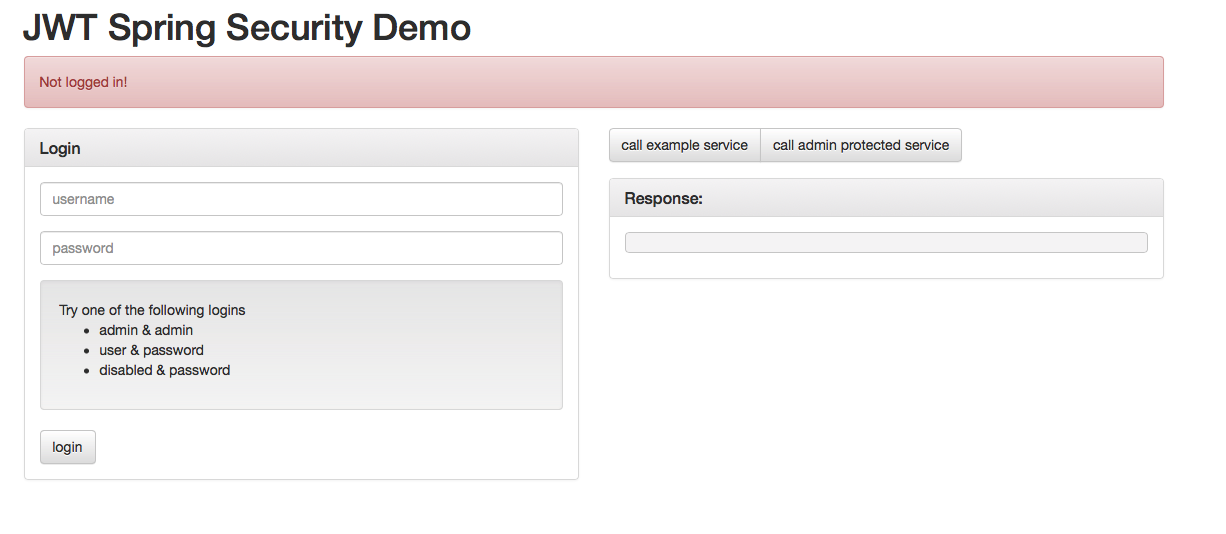 JWT Spring Security Demo
Not logged in!
Login
username
password
Try one of the following logins
admin & admin
user & password
disabled & password
login
call example service
call admin protected service
Response: